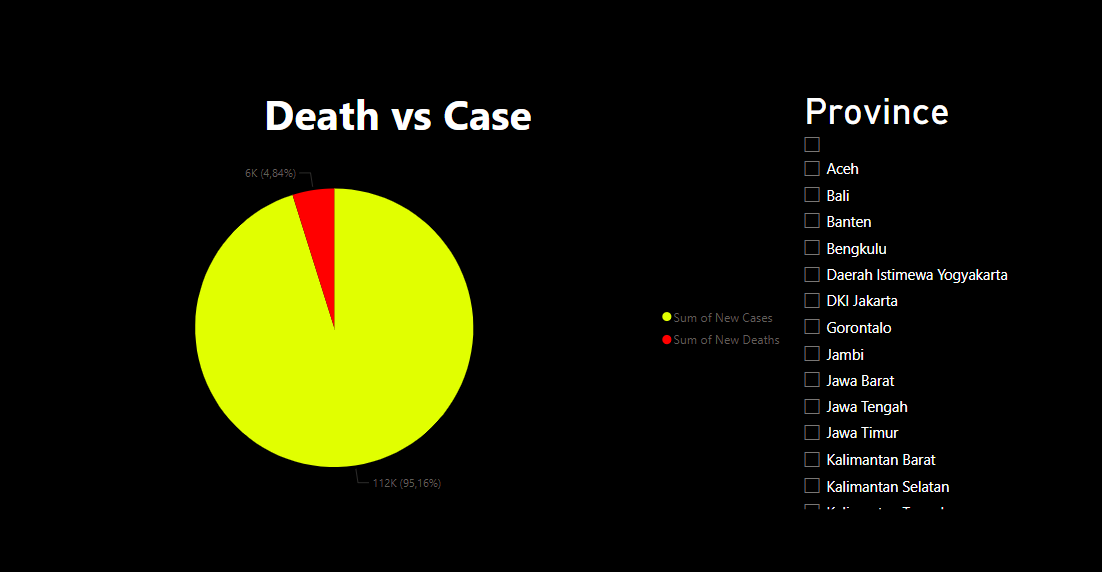 Death vs Case
6K (4,84%)
112K (95,16%)
Sum of New Cases
Sum of New Deaths
Province
Aceh
Bali
Banten
Bengkulu
Daerah Istimewa Yogyakarta
DKI Jakarta
Gorontalo
Jambi
Jawa Barat
Jawa Tengah
Jawa Timur
Kalimantan Barat
Kalimantan Selatan